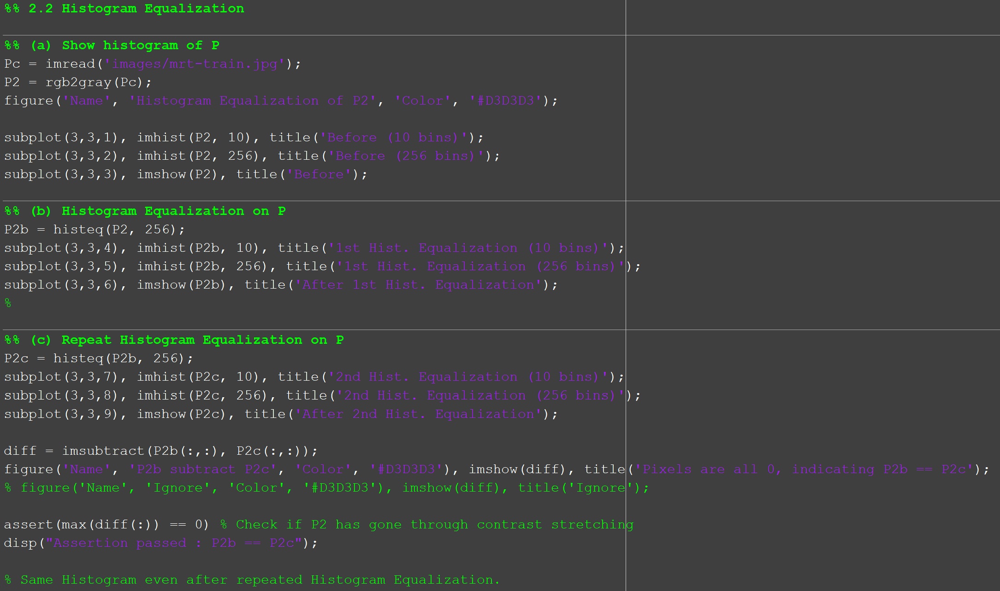 %% 2.2 Histogram Equalization
%% (a) Show histogram of P
Pc = imread('images/mrt-train.jpg');
P2 = rgb2gray(Pc);
figure('Name', 'Histogram Equalization of P2', 'Color', '#D3D3D3');
subplot(3,3,1), imhist(P2, 10), title('Before (10 bins)');
subplot(3,3,2), imhist(P2, 256), title('Before (256 bins)');
subplot(3,3,3), imshow(P2), title('Before');
%% (b) Histogram Equalization on P
P2b = histeq(P2, 256);
subplot(3,3,4), imhist(P2b, 10), title('1st Hist. Equalization (10 bins)');
subplot(3,3,5), imhist(P2b, 256), title('1st Hist. Equalization (256 bins)');
subplot(3,3,6), imshow(P2b), title('After 1st Hist. Equalization');
%
%% (c) Repeat Histogram Equalization on P
P2c = histeq(P2b, 256);
subplot(3,3,7), imhist(P2c, 10), title('2nd Hist. Equalization (10 bins)');
subplot(3,3,8), imhist(P2c, 256), title('2nd Hist. Equalization (256 bins)');
subplot(3,3,9), imshow(P2c), title('After 2nd Hist. Equalization');
diff = imsubtract(P2b(:,:), P2c(:,:));
figure('Name', 'P2b subtract P2c', 'Color', '#D3D3D3'), imshow(diff), title('Pixels are all 0, indicating P2b == P2c');
% figure('Name', 'Ignore', 'Color', '#D3D3D3'), imshow(diff), title('Ignore');
assert(max(diff(:)) == 0) % Check if P2 has gone through contrast stretching
disp("Assertion passed : P2b == P2c");
% Same Histogram even after repeated Histogram Equalization.